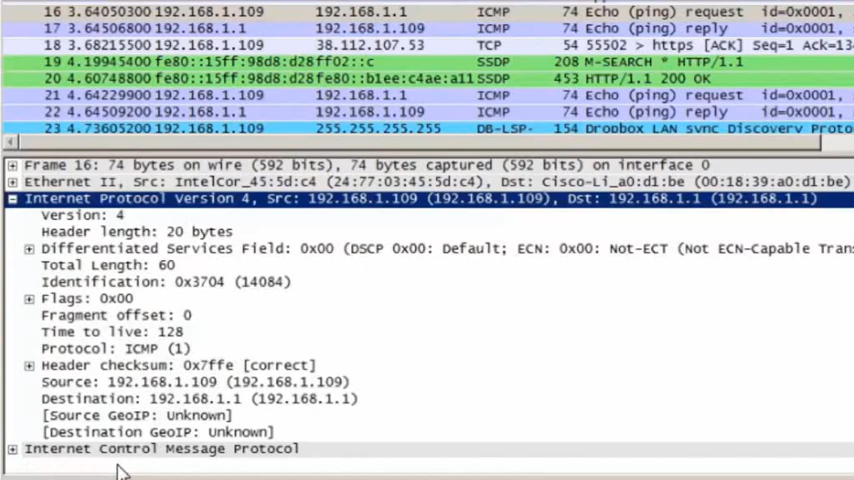 16 3.64050300 192.168.1.109 192.168.1.1 ICMP 74 Echo (ping) request id=0x0001,
17 3.64506800 192.168.1.1 192.168.1.109 ICMP 74 Echo (ping) reply id=0x0001,
18 3.68215500 192.168.1.109 38.112.107.53 TCP 54 55502 > https [ACK] Seq=1 Ack=13
19 4.19945400 fe80::15ff:98d8:d28 ff02::c SSDP 208 M-SEARCH * HTTP/1.1
20 4.60748800 fe80::15ff:98d8:d28 fe80::b1ee:c4ae:a11 SSDP 453 HTTP/1.1 200 OK
21 4.64229900 192.168.1.109 192.168.1.1 ICMP 74 Echo (ping) request id=0x0001,
22 4.64509200 192.168.1.1 192.168.1.109 ICMP 74 Echo (ping) reply id=0x0001,
23 4.73605200 192.168.1.109 255.255.255.255 DB-LSP- 154 Dropbox LAN sync Discovery Proto
Frame 16: 74 bytes on wire (592 bits), 74 bytes captured (592 bits) on interface 0
Ethernet II, Src: IntelCor_45:5d:c4 (24:77:03:45:5d:c4), Dst: Cisco-Li_a0:d1:be (00:18:39:a0:d1:be)
Internet Protocol Version 4, Src: 192.168.1.109 (192.168.1.109), Dst: 192.168.1.1 (192.168.1.1)
Version: 4
Header length: 20 bytes
Differentiated Services Field: 0x00 (DSCP 0x00: Default; ECN: 0x00: Not-ECT (Not ECN-Capable Tran
Total Length: 60
Identification: 0x3704 (14084)
Flags: 0x00
Fragment offset: 0
Time to live: 128
Protocol: ICMP (1)
Header checksum: 0x7ffe [correct]
Source: 192.168.1.109 (192.168.1.109)
Destination: 192.168.1.1 (192.168.1.1)
[Source GeoIP: Unknown]
[Destination GeoIP: Unknown]
Internet Control Message Protocol